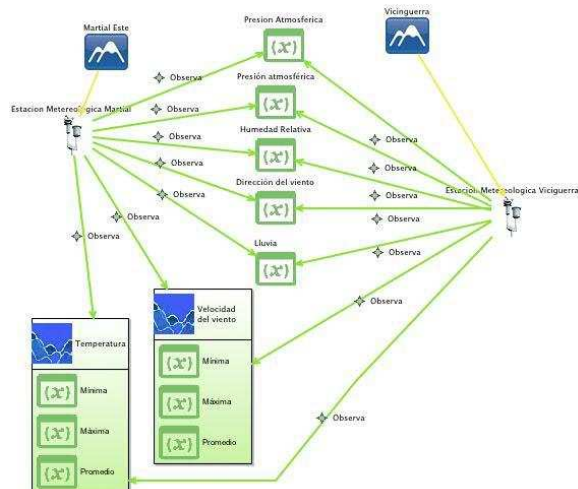 Martial Este
Presion Atmosferica
Vicinguerra
{x}
Observa
Presión atmosférica
Estacion Metereologica Martial
Observa
{x}
Observa
Humedad Relativa
Observa
Observa
{x}
Observa
Observa
Dirección del viento
Observa
Estacion Meteorologica Viciguerra
Observa
{x}
Observa
Observa
Observa
Lluvia
Observa
{x}
Observa
Velocidad
del viento
Temperatura
{x}
Mínima
{x}
Mínima
{x}
Máxima
{x}
Máxima
Observa
{x}
Promedio
{x}
Promedio